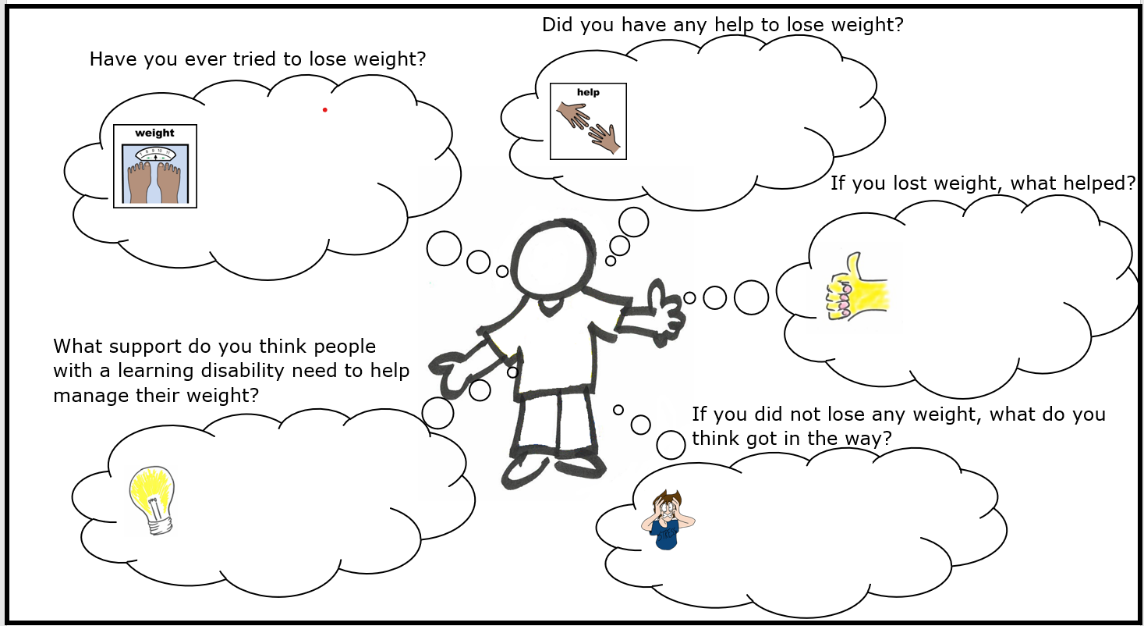 Did you have any help to lose weight?
Have you ever tried to lose weight?
help
weight
If you lost weight, what helped?
What support do you think people
with a learning disability need to help
manage their weight?
If you did not lose any weight, what do you
think got in the way?